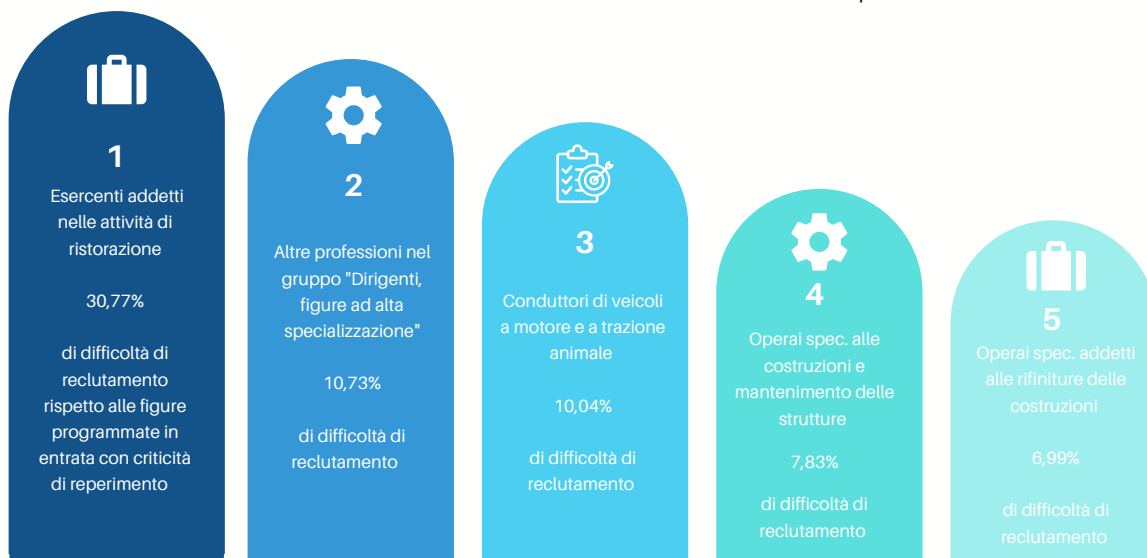 1
Esercenti addetti
nelle attività di
ristorazione
30,77%
di difficoltà di
reclutamento
rispetto alle figure
programmate in
entrata con criticità
di reperimento
2
Altre professioni nel
gruppo "Dirigenti,
figure ad alta
specializzazione"
10,73%
di difficoltà di
reclutamento
3
Conduttori di veicoli
a motore e a trazione
animale
10,04%
di difficoltà di
reclutamento
4
Operai spec. alle
costruzioni e
mantenimento delle
strutture
7,83%
di difficoltà di
reclutamento
5
Operai spec. addetti
alle rifiniture delle
costruzioni
6,99%
di difficoltà di
reclutamento